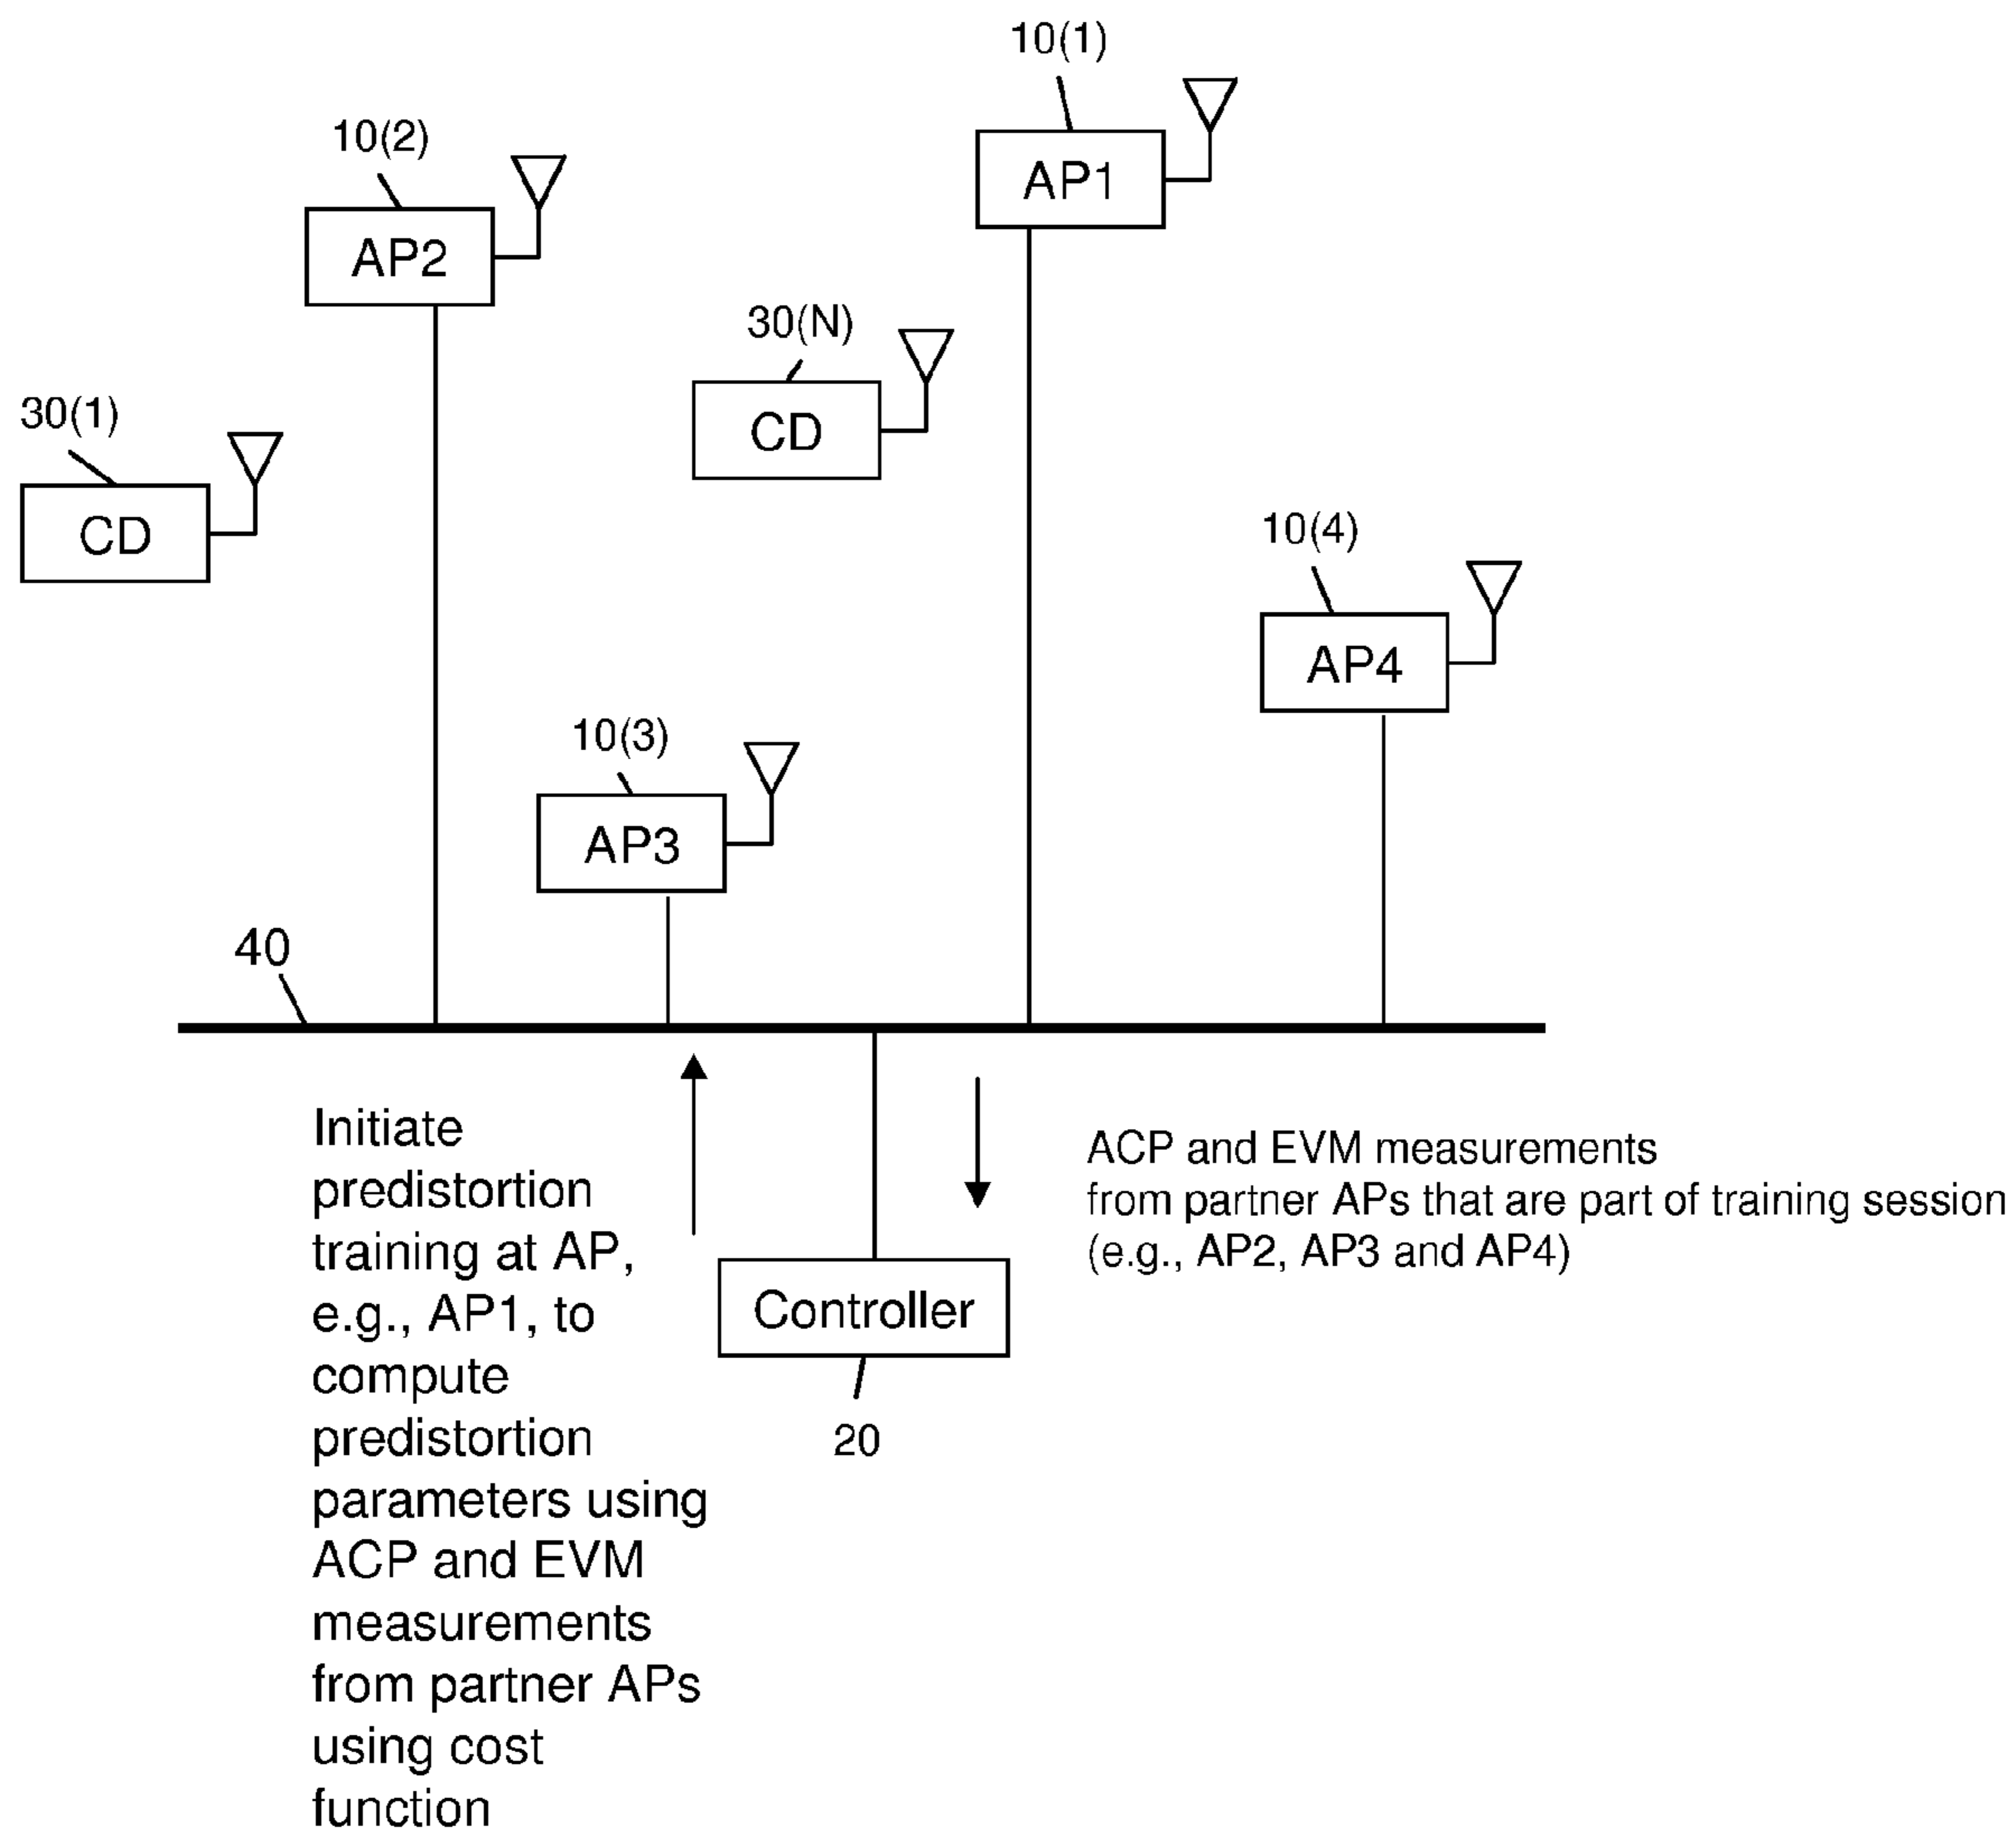 10(1)
AP1
10(2)
AP2
30(N)
CD
30(1)
CD
10(4)
AP4
10(3)
AP3
40
Initiate
predistortion
training at AP,
e.g., AP1, to
compute
predistortion
parameters using
ACP and EVM
measurements
from partner APs
using cost
function
ACP and EVM measurements
from partner APs that are part of training session
(e.g., AP2, AP3 and AP4)
Controller
20